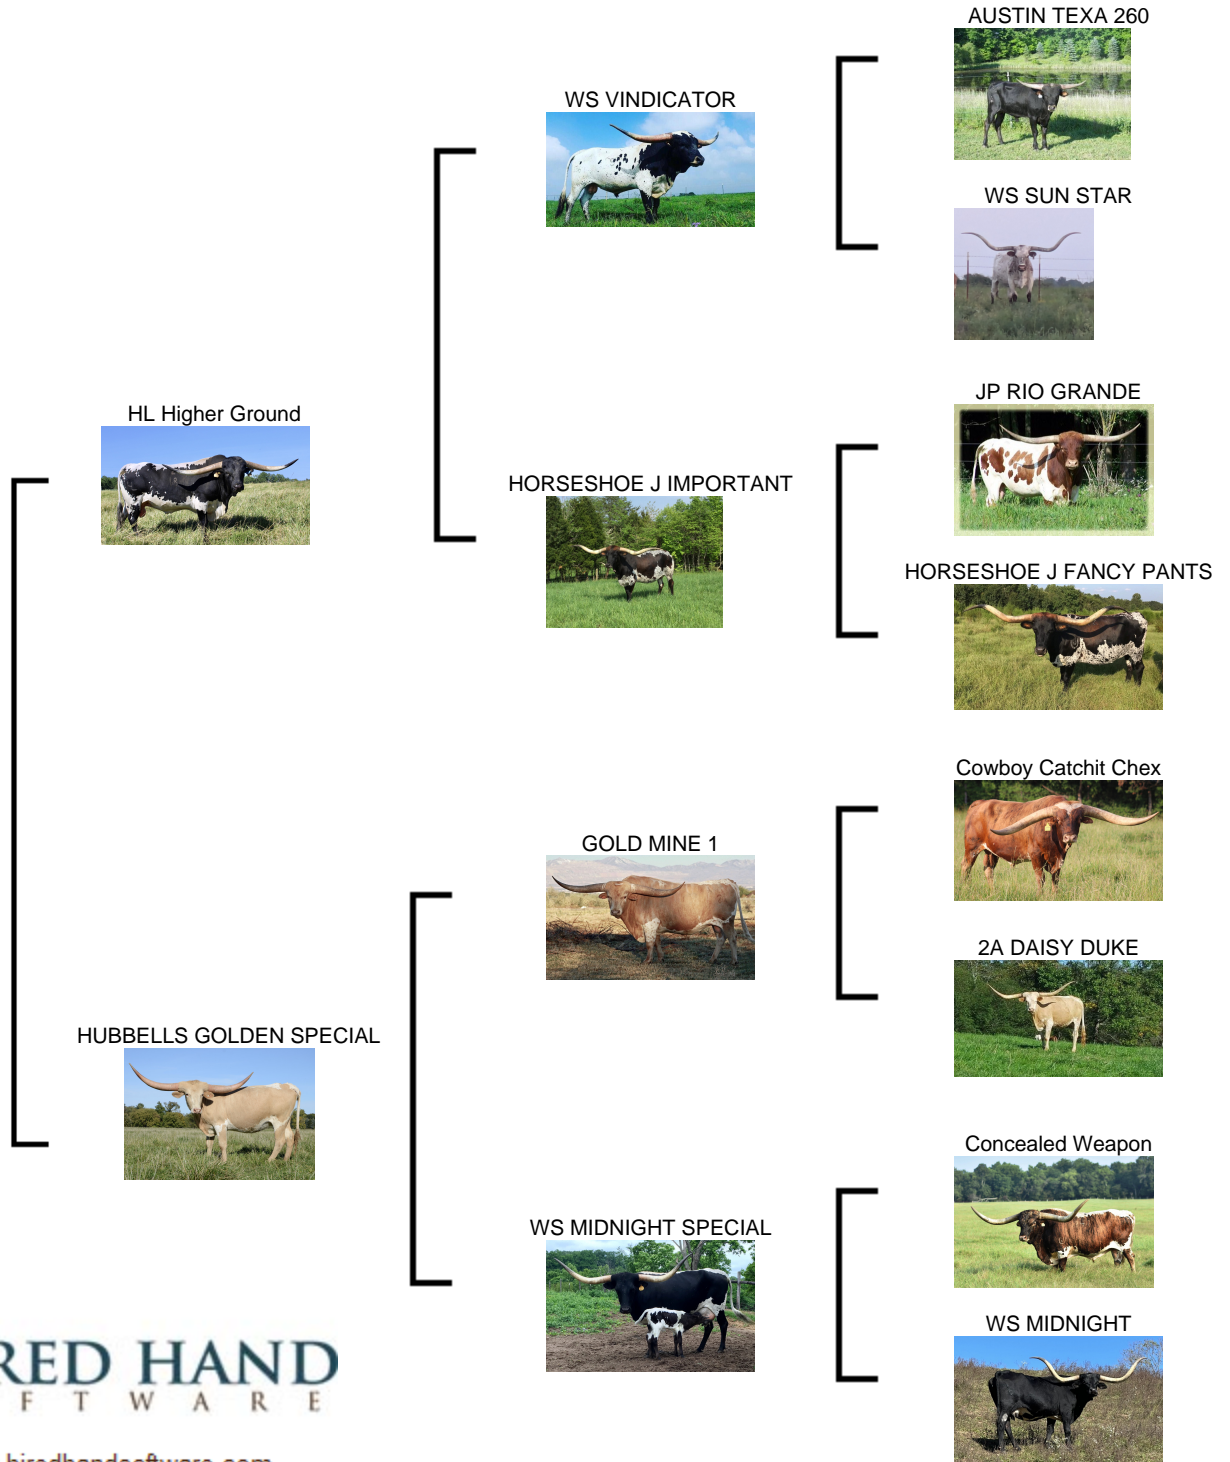 AUSTIN TEXA 260
WS VINDICATOR
WS SUN STAR
JP RIO GRANDE
HL Higher Ground
HORSESHOE J IMPORTANT
HORSESHOE J FANCY PANTS
Cowboy Catchit Chex
GOLD MINE 1
2A DAISY DUKE
HUBBELLS GOLDEN SPECIAL
Concealed Weapon
WS MIDNIGHT SPECIAL
WS MIDNIGHT
RED HAND
F T W A R E
hiredhandsoftware.com